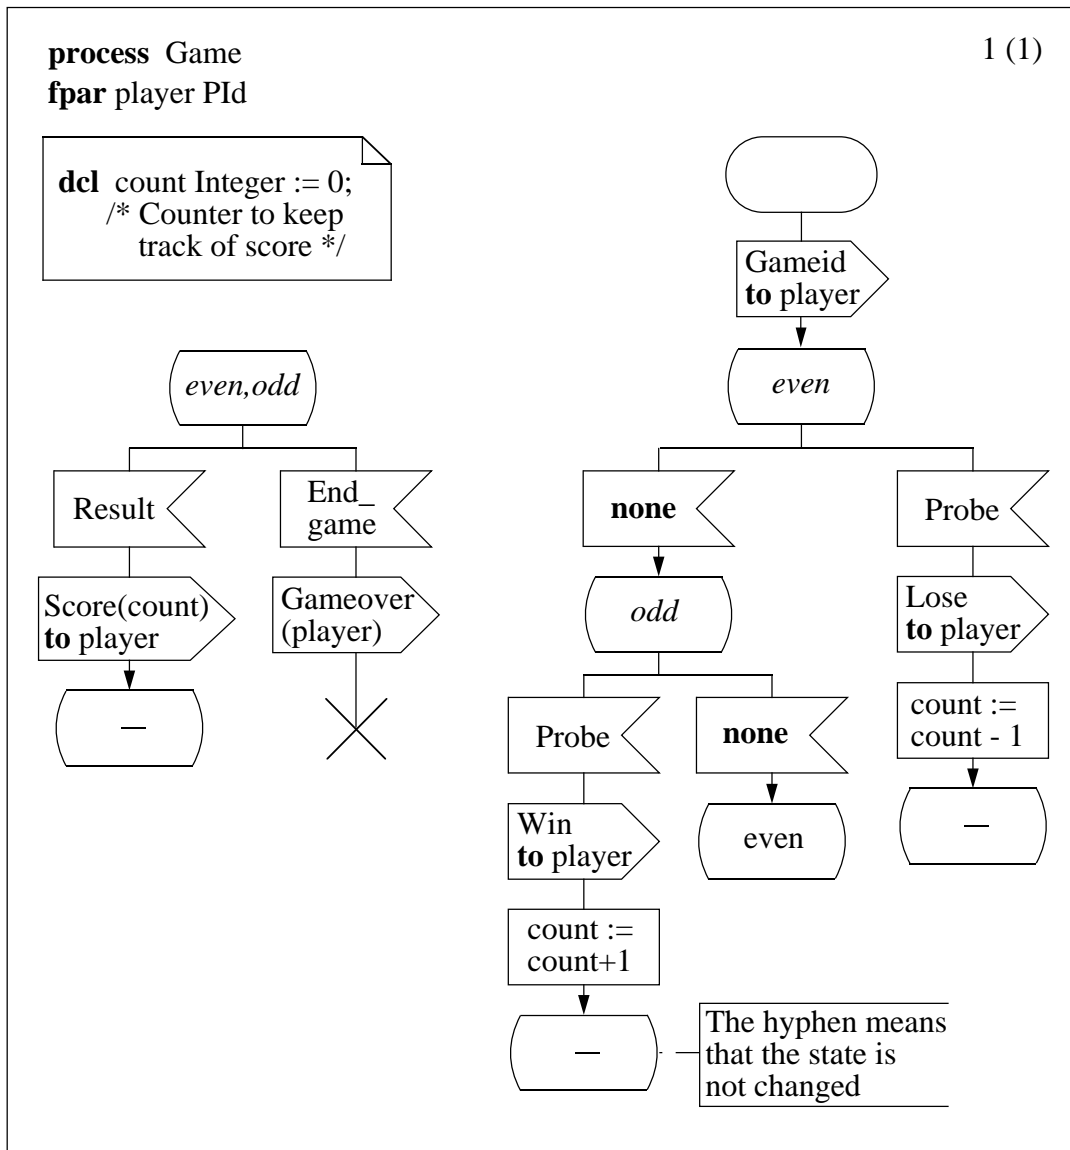 process Game
1 (1)
fpar player PId
dcl count Integer := 0;
/* Counter to keep
track of score */
Gameid
to player
even,odd
even
Result
End_
game
none
Probe
Score(count)
to player
Gameover
(player)
odd
Lose
to player
—
Probe
none
count :=
count - 1
Win
to player
even
—
count :=
count+1
—
The hyphen means
that the state is
not changed